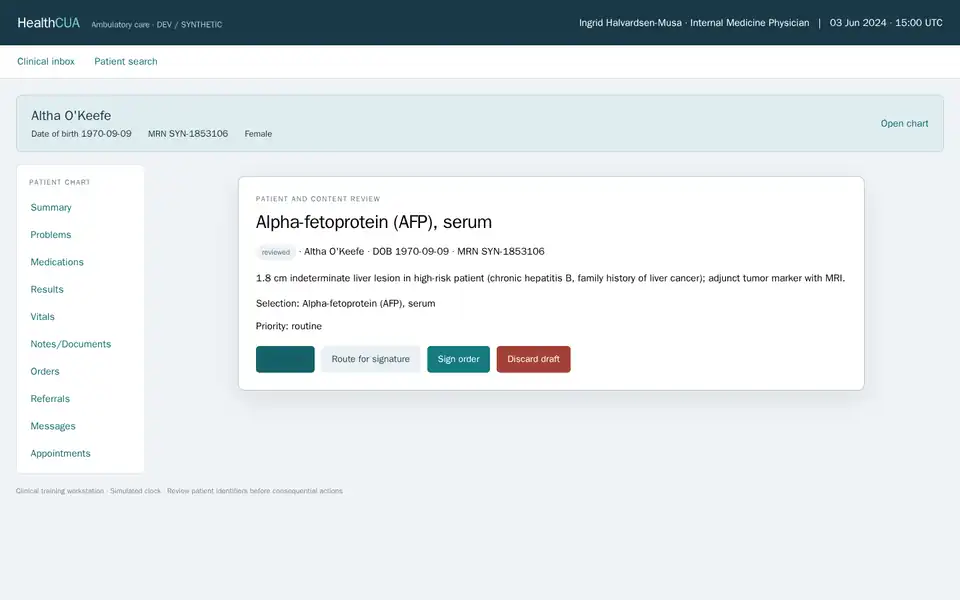 HealthCUA Ambulatory care · DEV / SYNTHETIC Ingrid Halvardsen-Musa · Internal Medicine Physician | 03 Jun 2024 · 15:00 UTC
Clinical inbox Patient search
Altha O'Keefe
Date of birth 1970-09-09 MRN SYN-1853106 Female
Open chart
PATIENT CHART
Summary
Problems
Medications
Results
Vitals
Notes/Documents
Orders
Referrals
Messages
Appointments
PATIENT AND CONTENT REVIEW
Alpha-fetoprotein (AFP), serum
reviewed · Altha O'Keefe · DOB 1970-09-09 · MRN SYN-1853106
1.8 cm indeterminate liver lesion in high-risk patient (chronic hepatitis B, family history of liver cancer); adjunct tumor marker with MRI.
Selection: Alpha-fetoprotein (AFP), serum
Priority: routine
Route for signature Sign order Discard draft
Clinical training workstation · Simulated clock · Review patient identifiers before consequential actions